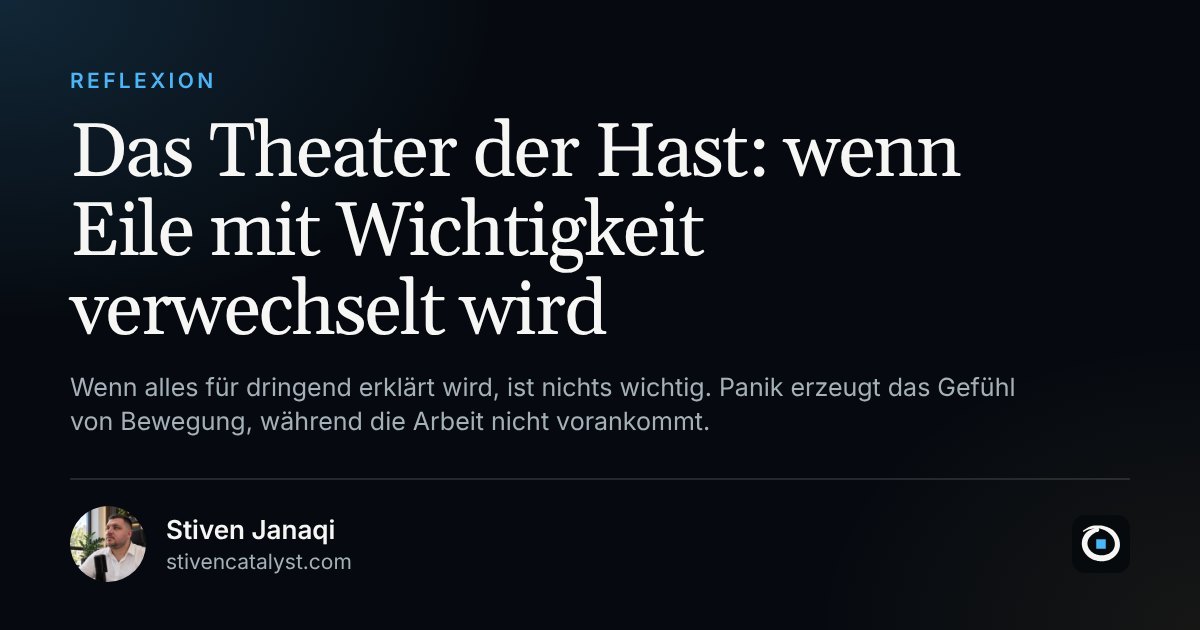 REFLEXION
Das Theater der Hast: wenn
Eile mit Wichtigkeit
verwechselt wird
Wenn alles für dringend erklärt wird, ist nichts wichtig. Panik erzeugt das Gefühl
von Bewegung, während die Arbeit nicht vorankommt.
Stiven Janaqi
stivencatalyst.com